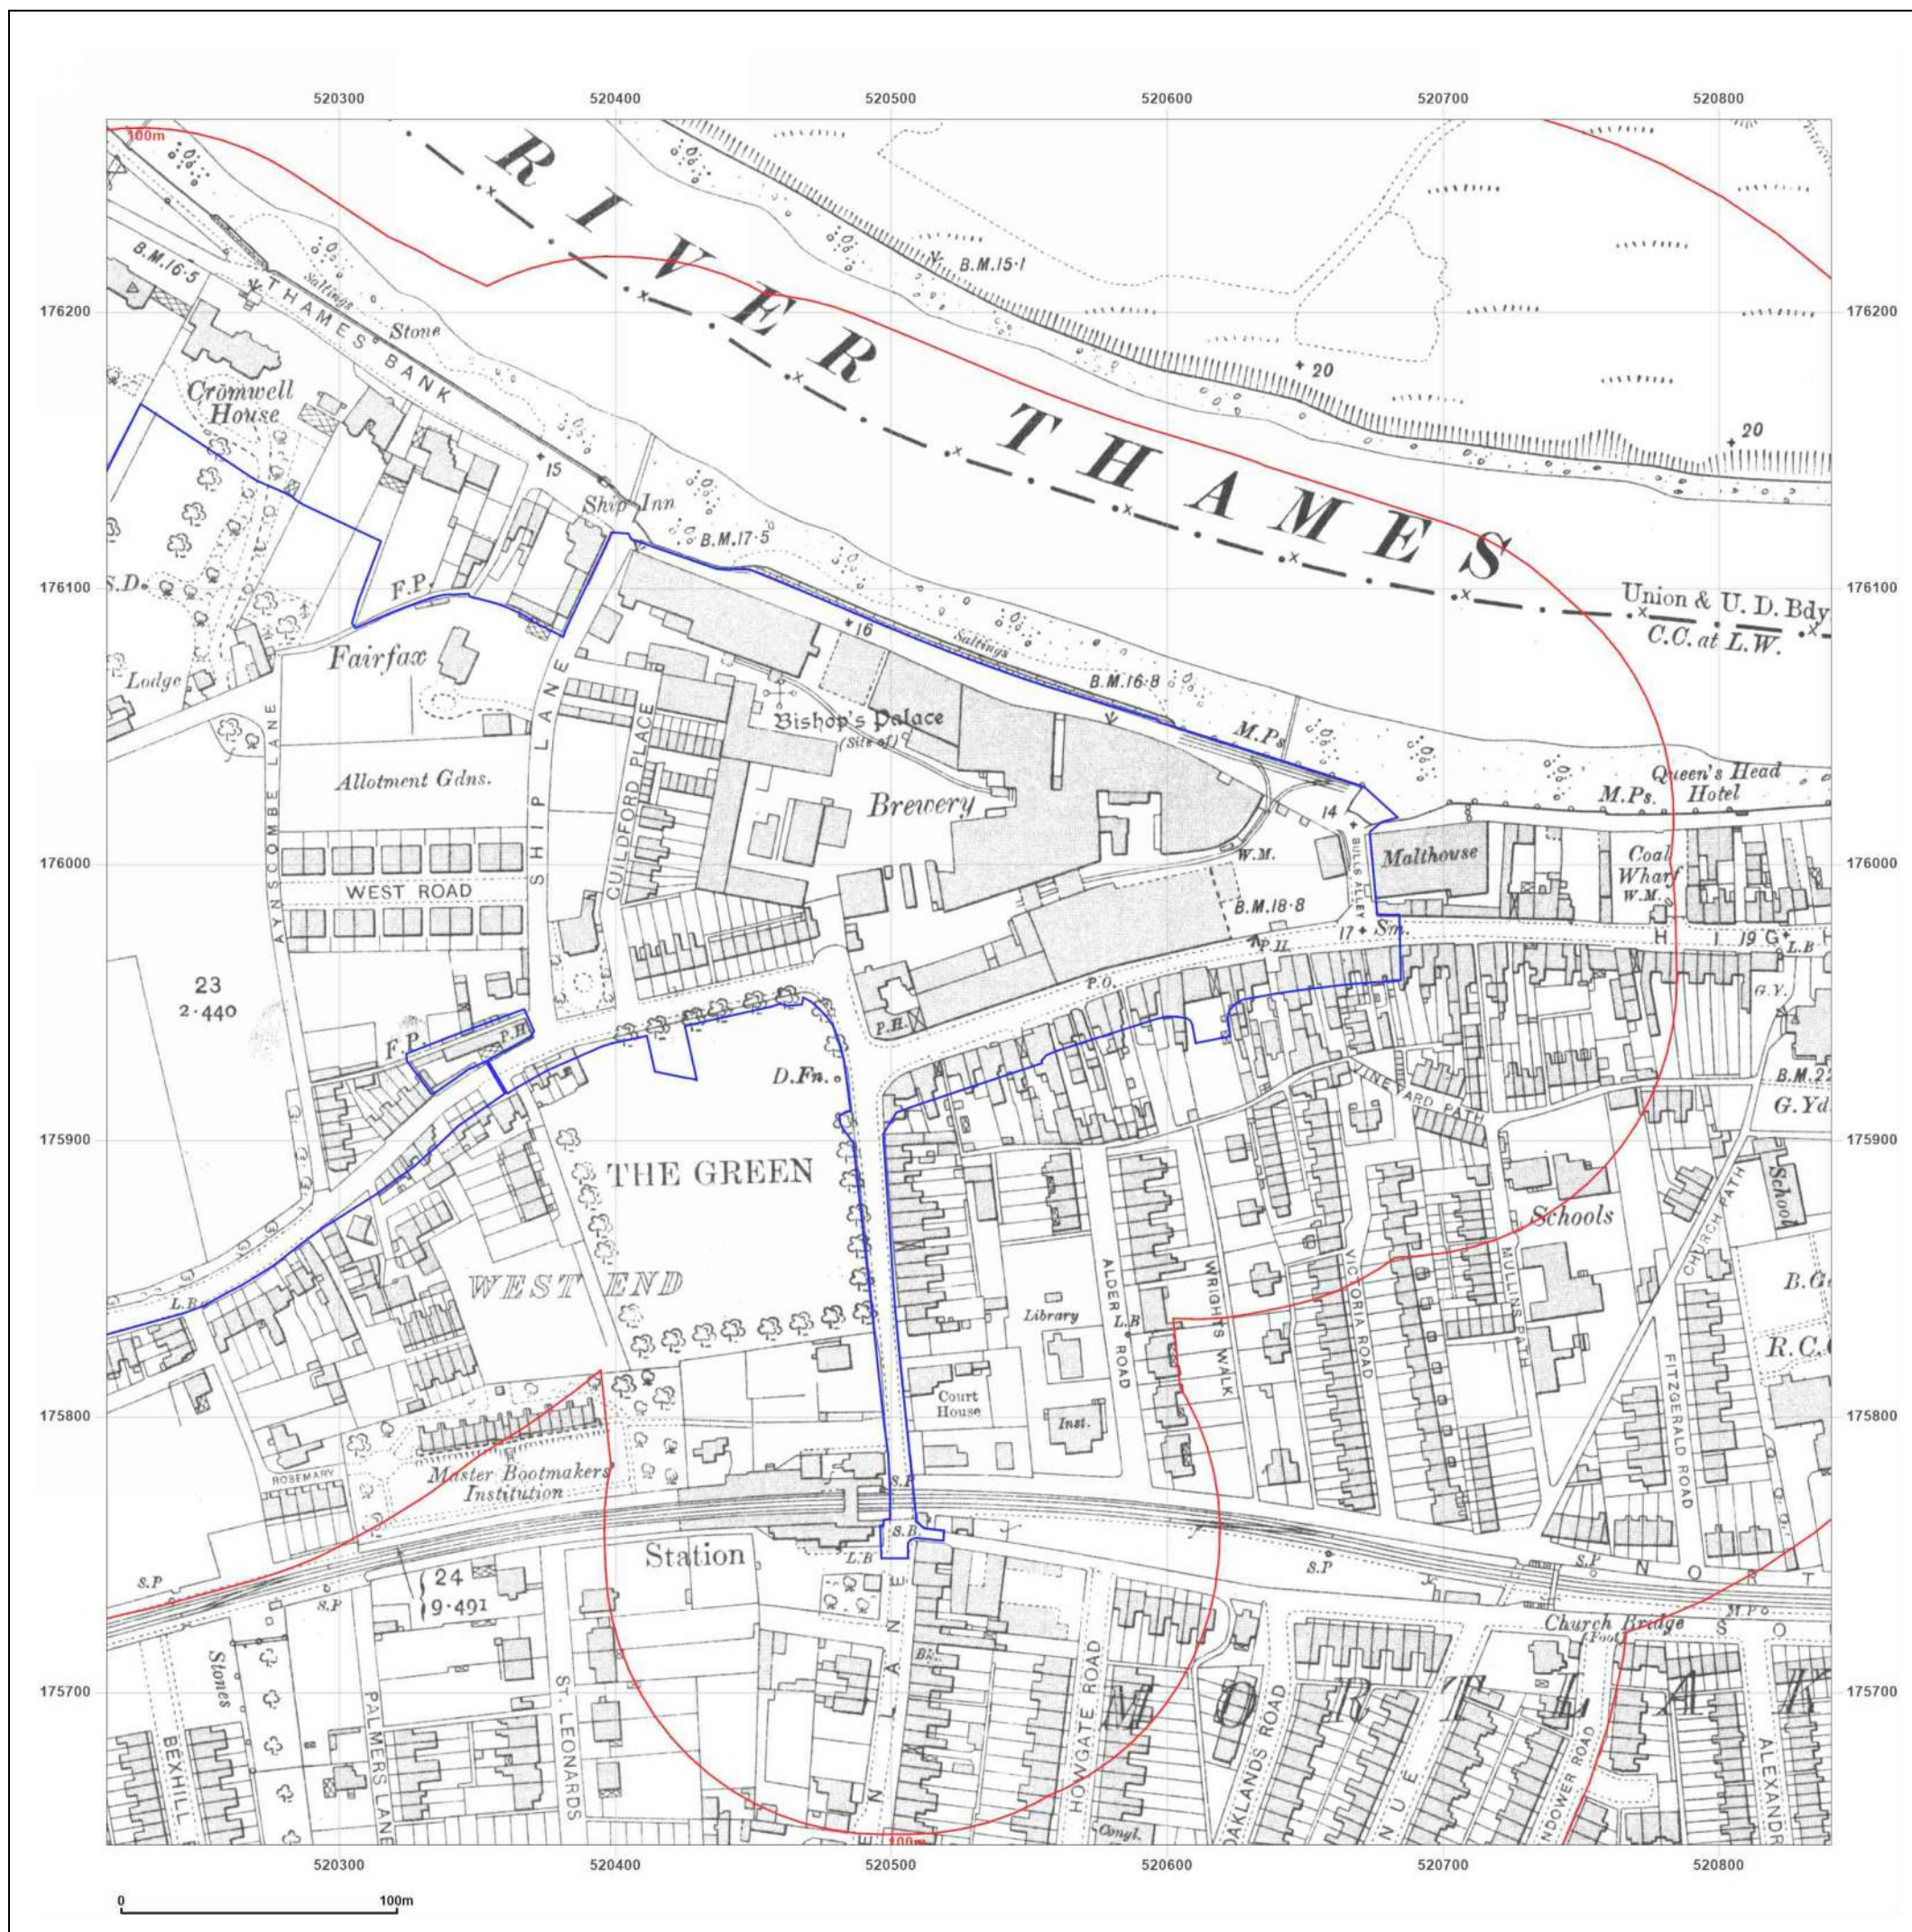 520300 520400 520500 520600 520700 520800
100m
RIVER THAMES
B.M.16·5
B.M.15·1
Saltings
THAMES BANK
Stone
176200 176200
20
20
Cromwell
House
15
Ship Inn
B.M.17·5
S.D.
F.P.
176100 176100
Union & U. D. Bdy
C.C. at L.W.
16
Saltings
Fairfax
Lodge
B.M.16·8
Bishop's Palace
(Site of)
M.Ps
AYNSCOMBE LANE
SHIP LANE
GUILDFORD PLACE
Allotment Gdns.
Queen's Head
Hotel
M.Ps.
Brewery
14
BULLS ALLEY
Malthouse
Coal
Wharf
W.M.
W.M.
176000 176000
WEST ROAD
B.M.18·8
17 Sm.
P.H.
H I 19 G H
L.B
23
2·440
P.O.
G.Y.
F.P.
P.H.
P.H.
D.Fn.
VINEYARD PATH
B.M.22
G.Yd.
175900 175900
THE GREEN
School
CHURCH PATH
Schools
WEST END
L.B
ALDER ROAD
WRIGHTS WALK
VICTORIA ROAD
MULLINS PATH
B.G
Library
L.B
R.C.
FITZGERALD ROAD
Court
House
175800 175800
Inst.
ROSEMARY
Master Bootmakers'
Institution
S.P
S.B.
Station
L.B
S.P
S.P
S.P
24
9·491
S.P
N O R T
M.P
Church Bridge
(Foot)
S O
LANE
Stones
Bk.
175700 175700
MORTLAK
BEXHILL R
PALMERS LANE
ST. LEONARDS
HOWGATE ROAD
OAKLANDS ROAD
NUE
NDOWER ROAD
ALEXANDR
EN
Congl.
100m
520300 520400 520500 520600 520700 520800
0 100m